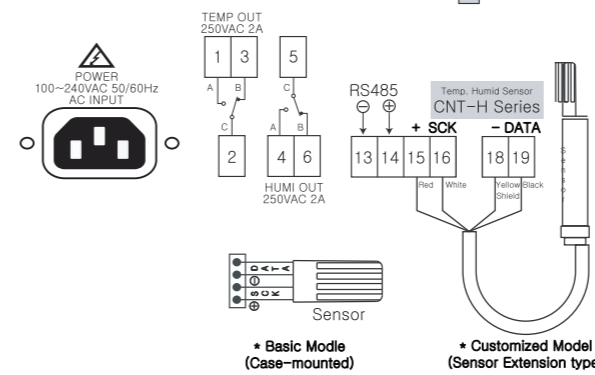 TEMP OUT
250VAC 2A
1 3
A B
C
2
5
C
A B
4 6
HUMI OUT
250VAC 2A
POWER
100~240VAC 50/60Hz
AC INPUT
RS485
⊖ ⊕
Temp. Humid Sensor
CNT-H Series
+ SCK − DATA
13 14 15 16 18 19
Red White Yellow Black
Shield
Sensor
DATA
⊖
SCK
⊕
Sensor
* Basic Modle
(Case-mounted)
* Customized Model
(Sensor Extension type